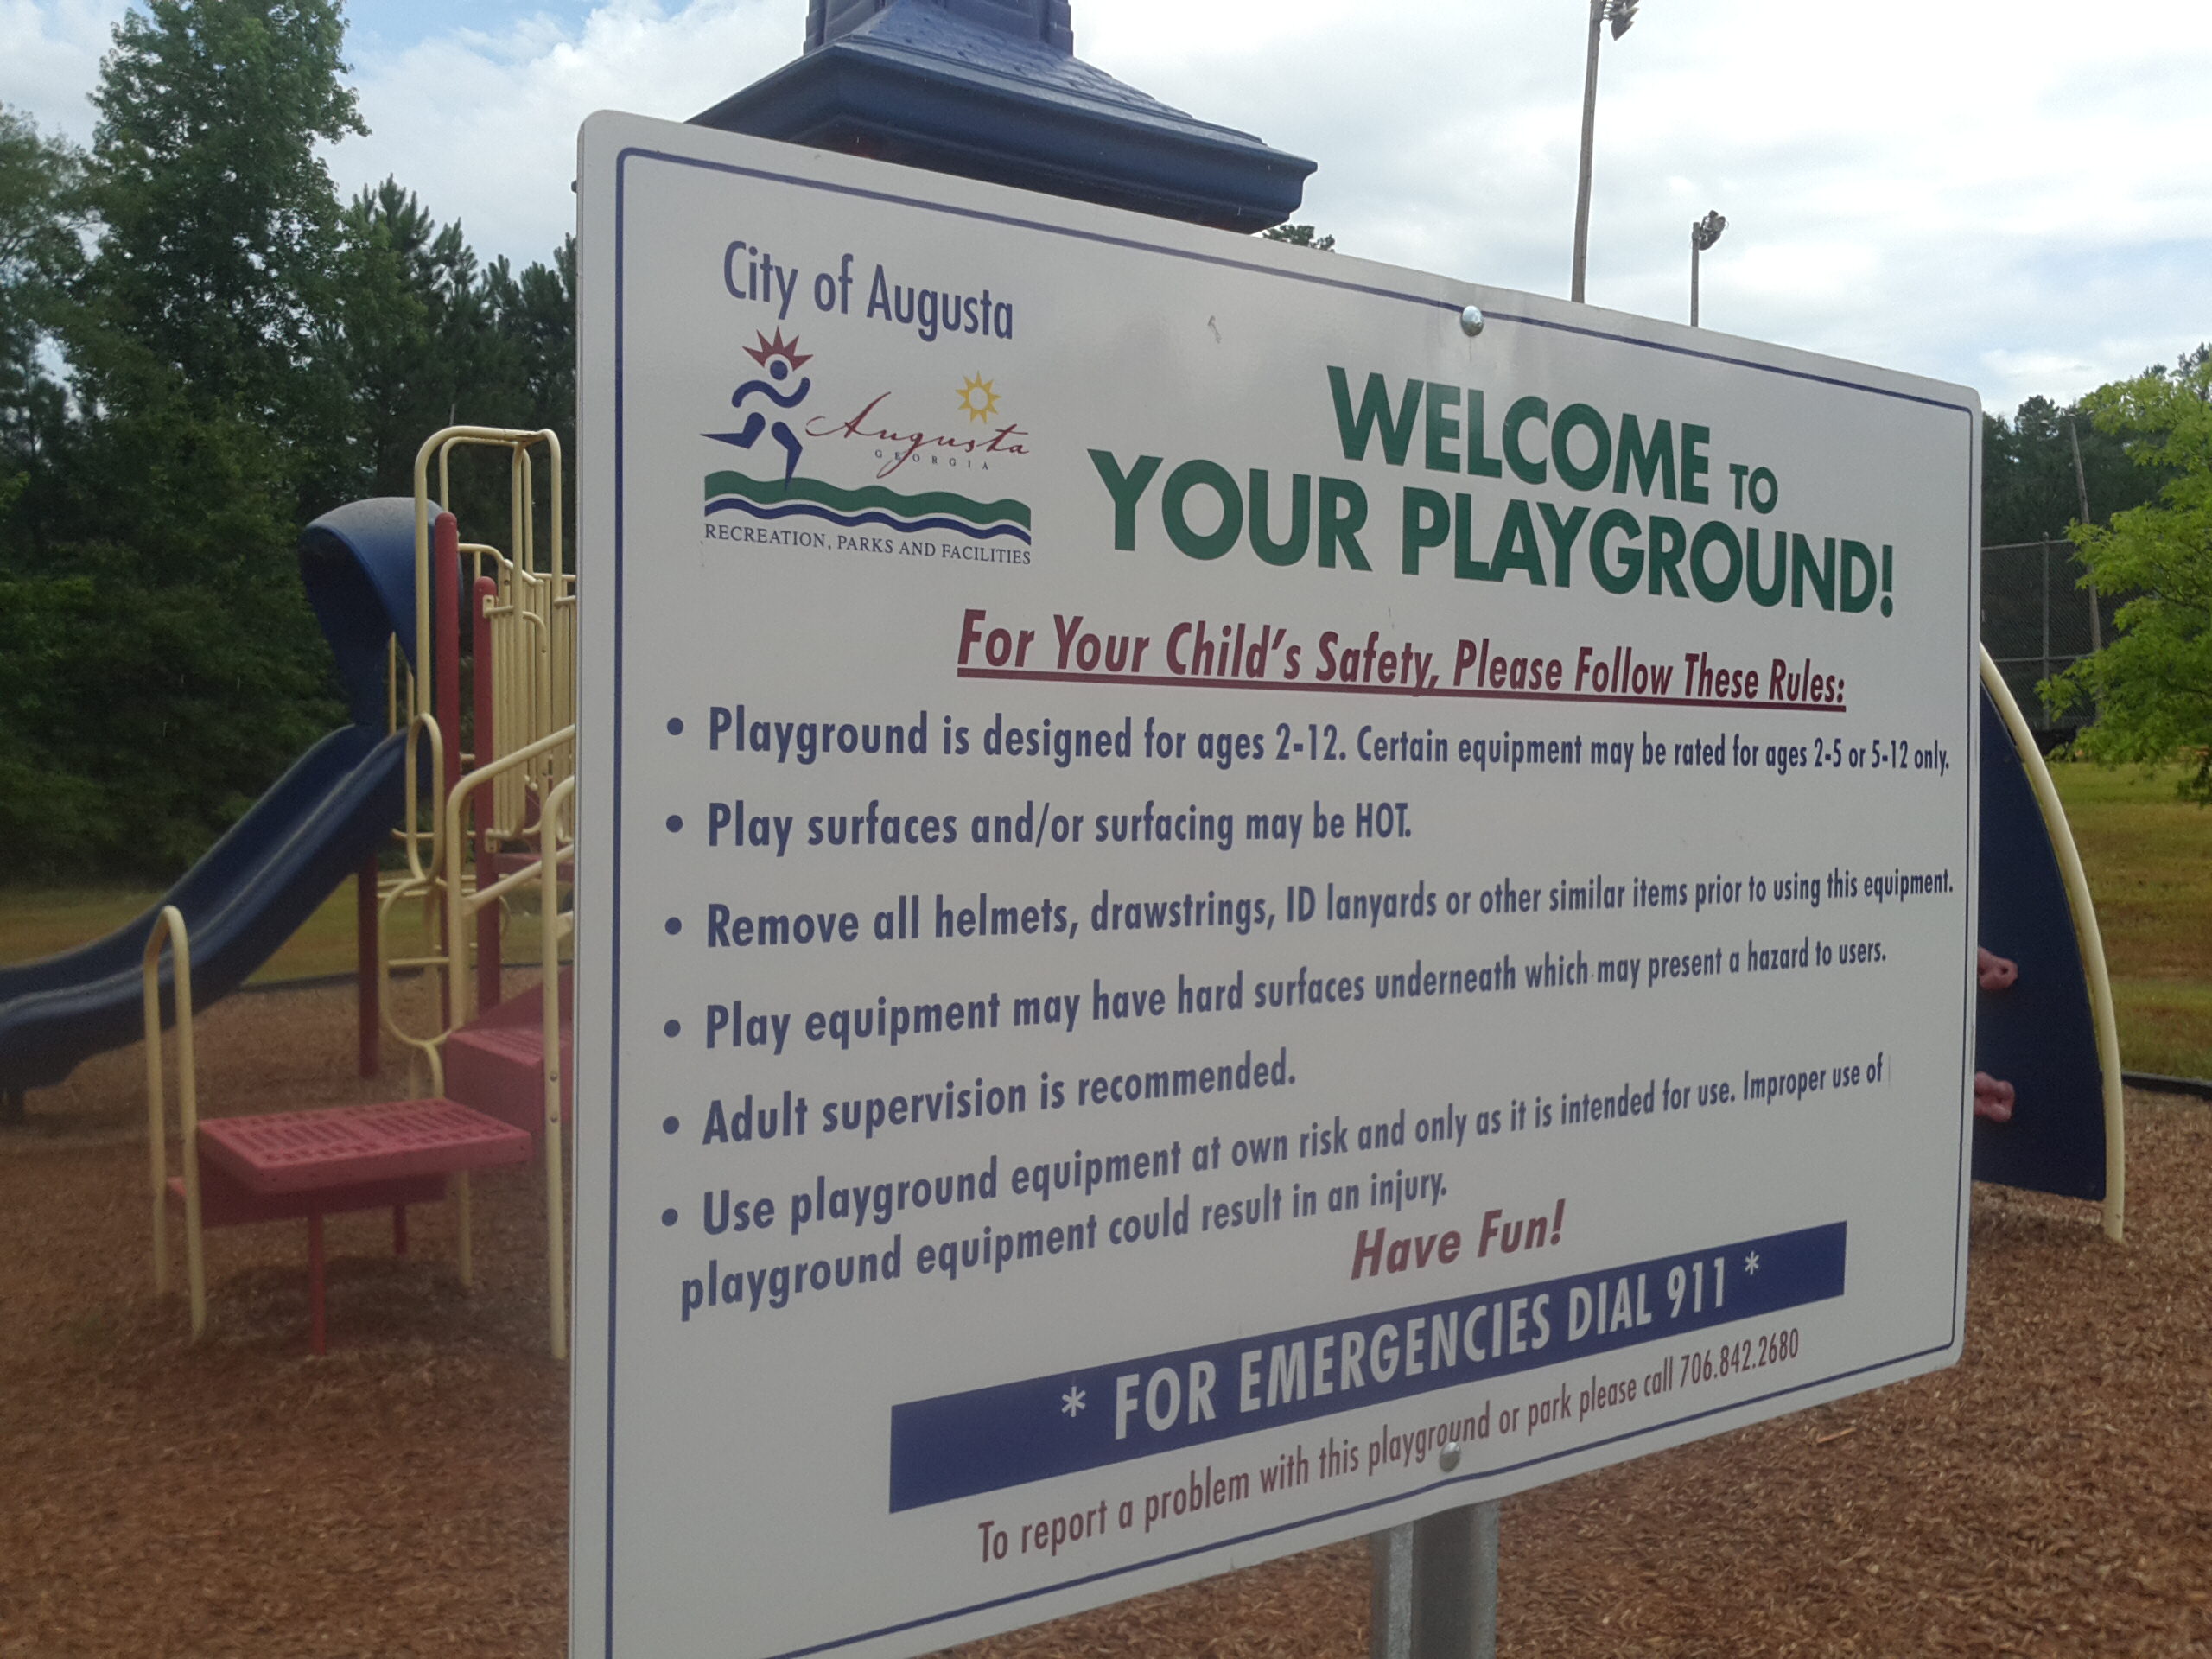 City of Augusta
Augusta
GEORGIA
RECREATION, PARKS AND FACILITIES
WELCOME TO
YOUR PLAYGROUND!
For Your Child's Safety, Please Follow These Rules:
• Playground is designed for ages 2-12. Certain equipment may be rated for ages 2-5 or 5-12 only.
• Play surfaces and/or surfacing may be HOT.
• Remove all helmets, drawstrings, ID lanyards or other similar items prior to using this equipment.
• Play equipment may have hard surfaces underneath which may present a hazard to users.
• Adult supervision is recommended.
• Use playground equipment at own risk and only as it is intended for use. Improper use of
playground equipment could result in an injury.
Have Fun!
* FOR EMERGENCIES DIAL 911 *
To report a problem with this playground or park please call 706.842.2680